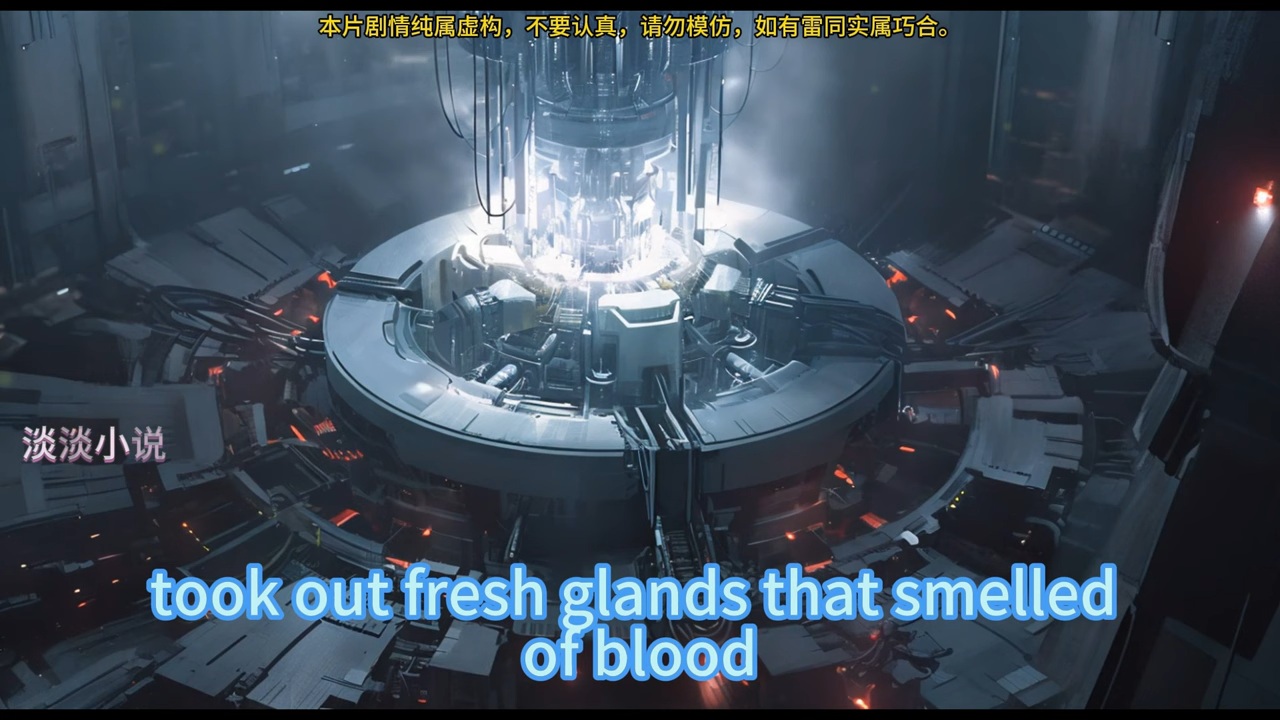 本片剧情纯属虚构，不要认真，请勿模仿，如有雷同实属巧合。
淡淡小说
took out fresh glands that smelled
of blood